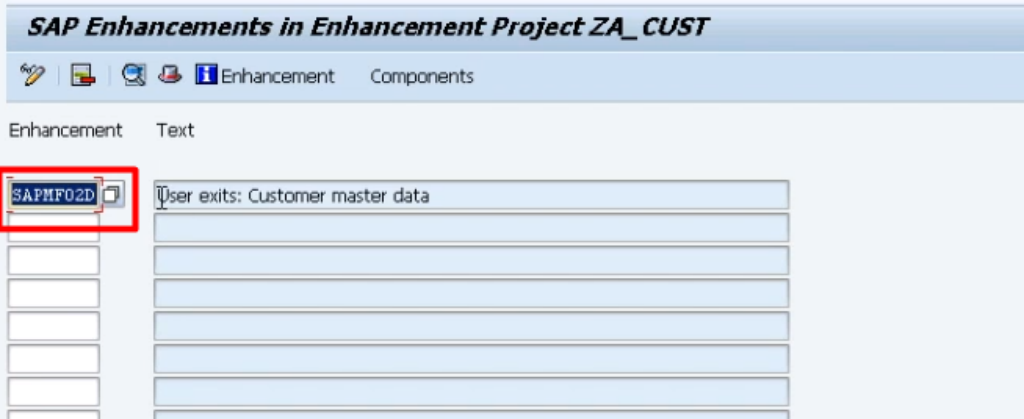 SAP Enhancements in Enhancement Project ZA_CUST
Enhancement Components
Enhancement Text
SAPMF02D User exits: Customer master data